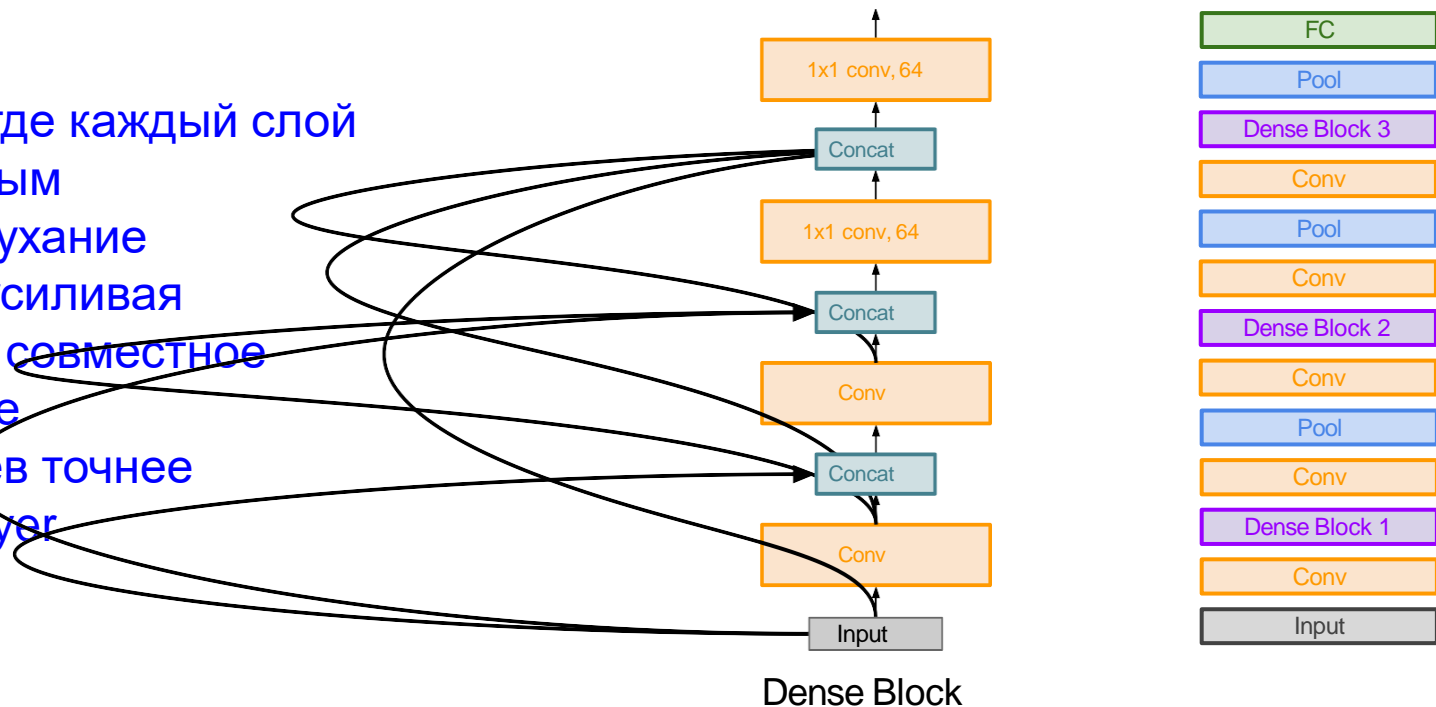 где каждый слой
ым
ухание
силивая
совместное
е
ев точнее
yer
1x1 conv, 64
Concat
1x1 conv, 64
Concat
Conv
Concat
Conv
Input
Dense Block
FC
Pool
Dense Block 3
Conv
Pool
Conv
Dense Block 2
Conv
Pool
Conv
Dense Block 1
Conv
Input